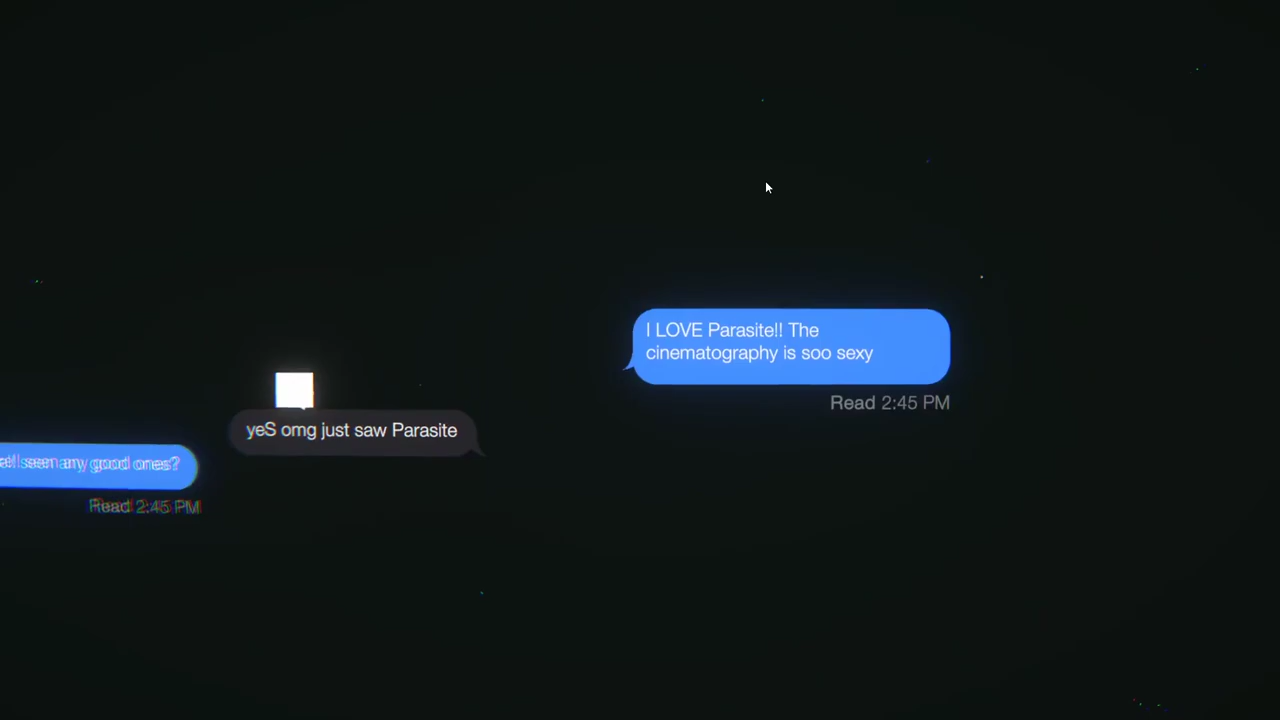 seen any good ones?
Read 2:45 PM
yeS omg just saw Parasite
I LOVE Parasite!! The
cinematography is soo sexy
Read 2:45 PM